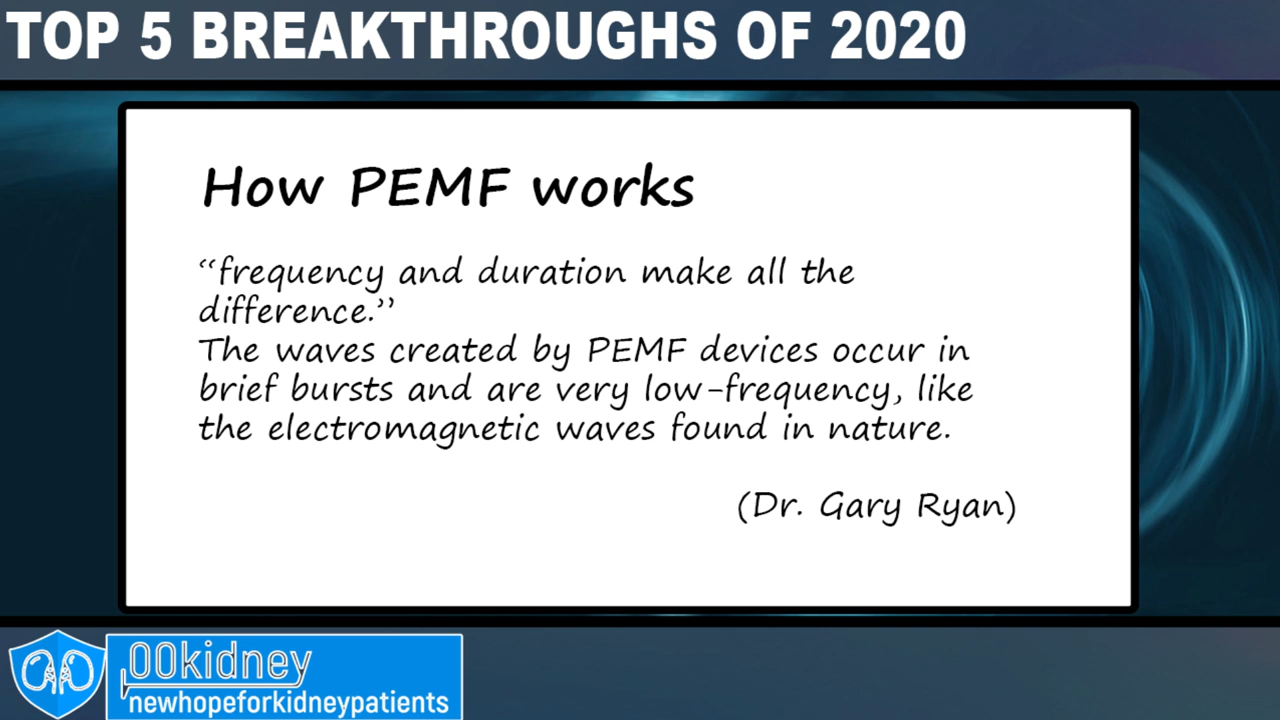 TOP 5 BREAKTHROUGHS OF 2020
How PEMF works
“frequency and duration make all the
difference.”
The waves created by PEMF devices occur in
brief bursts and are very low-frequency, like
the electromagnetic waves found in nature.
(Dr. Gary Ryan)
00kidney
newhopeforkidneypatients